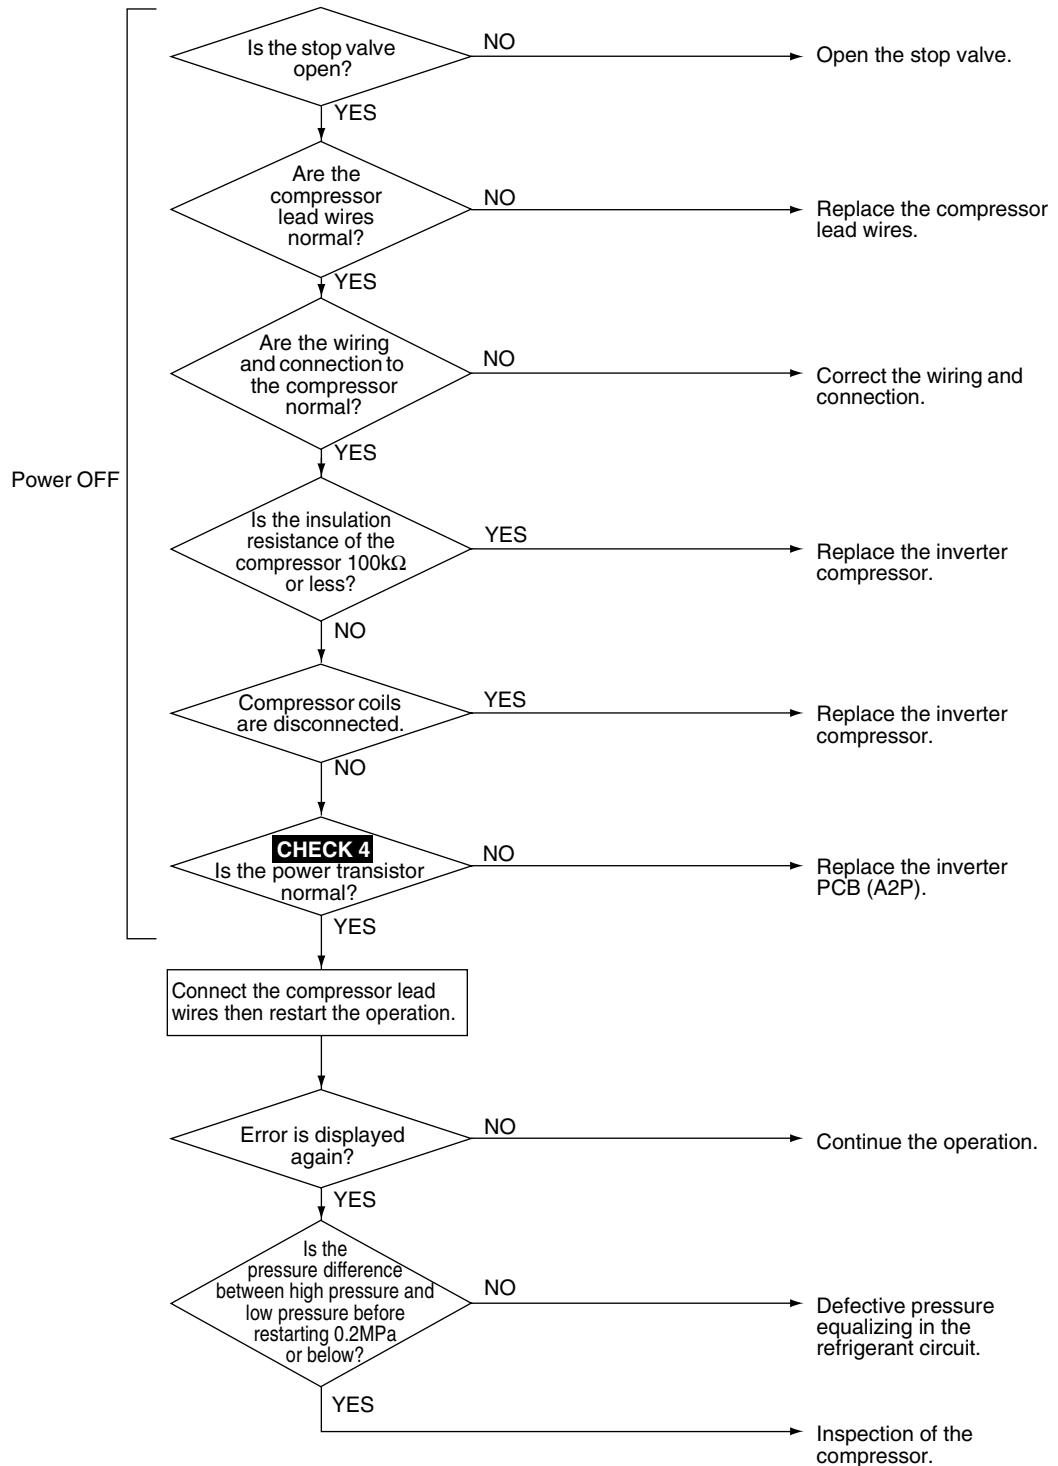 Is the stop valve
open?
NO
Open the stop valve.
YES
Are the
compressor
lead wires
normal?
NO
Replace the compressor
lead wires.
YES
Are the wiring
and connection to
the compressor
normal?
NO
Correct the wiring and
connection.
YES
Power OFF
Is the insulation
resistance of the
compressor 100kΩ
or less?
YES
Replace the inverter
compressor.
NO
Compressor coils
are disconnected.
YES
Replace the inverter
compressor.
NO
CHECK 4
Is the power transistor
normal?
NO
Replace the inverter
PCB (A2P).
YES
Connect the compressor lead
wires then restart the operation.
Error is displayed
again?
NO
Continue the operation.
YES
Is the
pressure difference
between high pressure and
low pressure before
restarting 0.2MPa
or below?
NO
Defective pressure
equalizing in the
refrigerant circuit.
YES
Inspection of the
compressor.